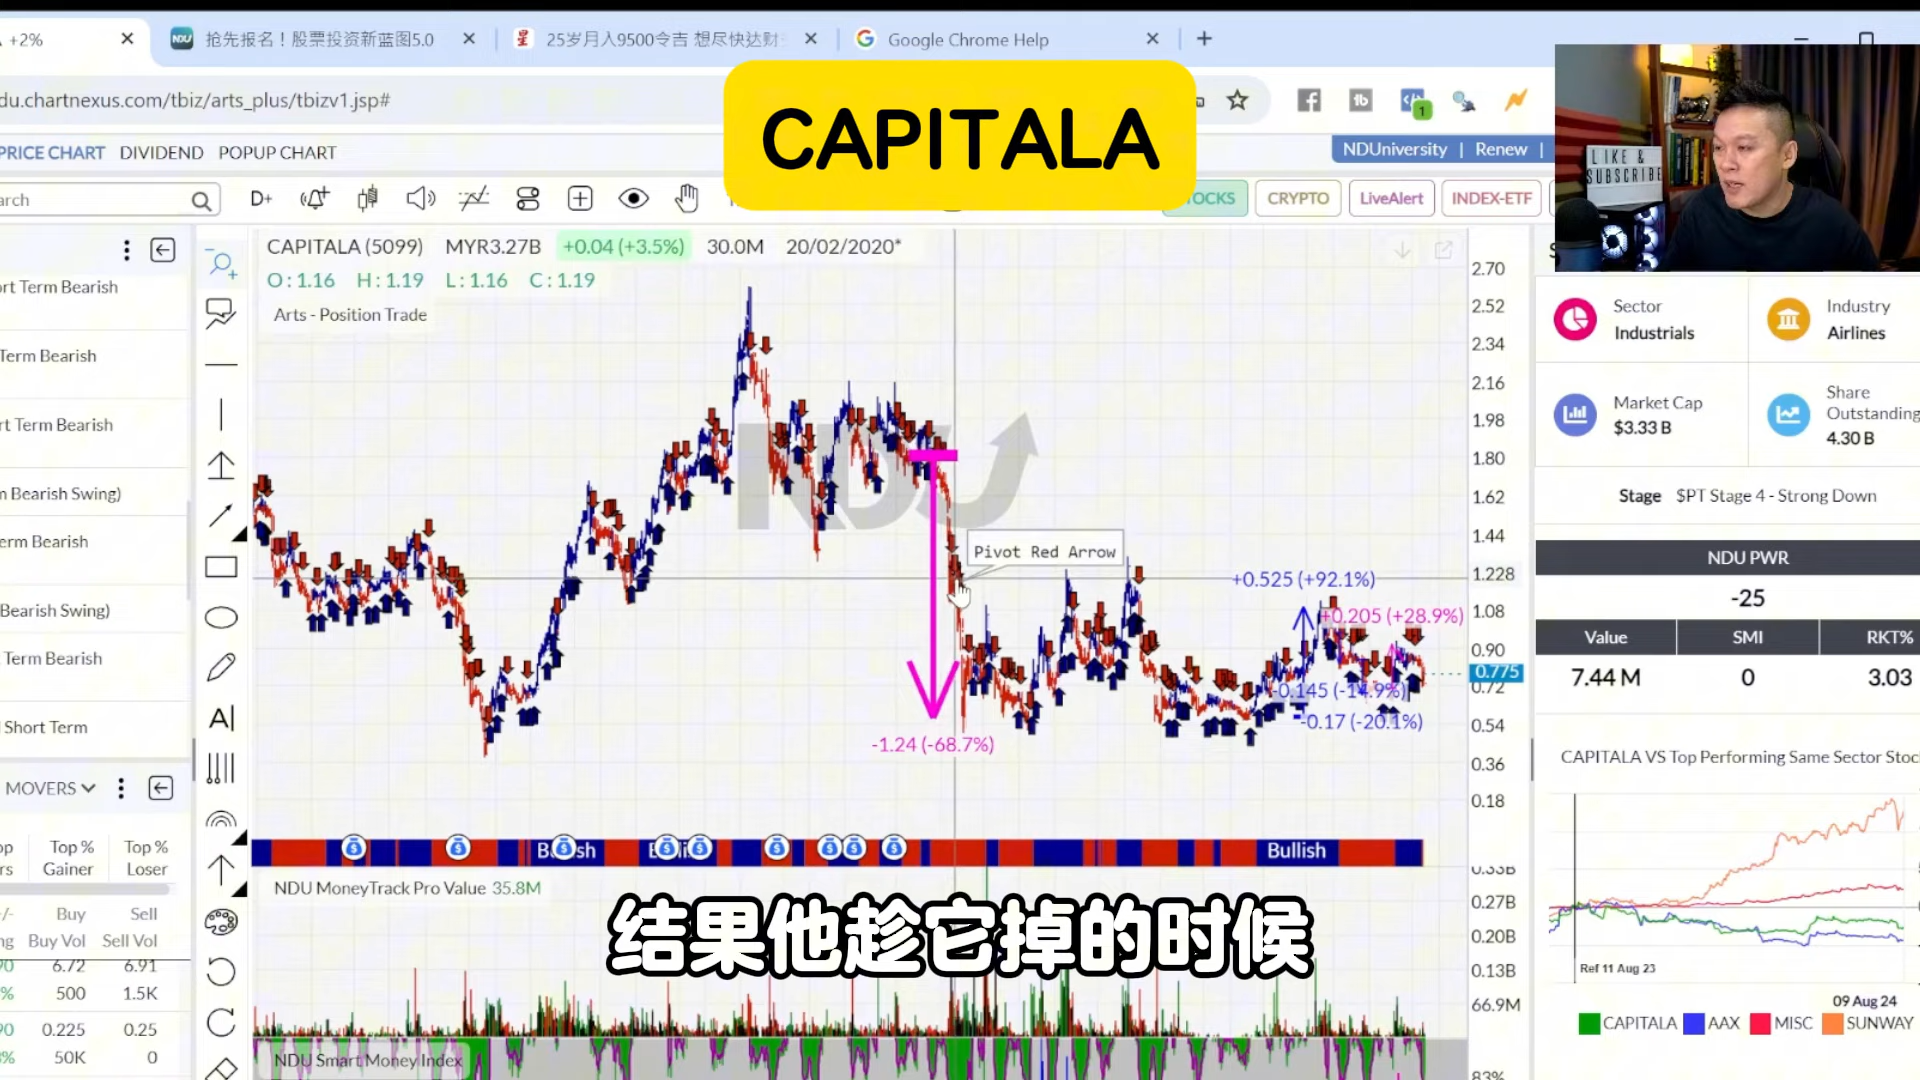 +2%
抢先报名！股票投资新蓝图5.0
25岁月入9500令吉 想尽快达财
Google Chrome Help
du.chartnexus.com/tbiz/arts_plus/tbizv1.jsp#
CAPITALA
PRICE CHART DIVIDEND POPUP CHART
NDUniversity | Renew |
LIKE &
SUBSCRIBE
D+
CRYPTO
LiveAlert
INDEX-ETF
CAPITALA (5099) MYR3.27B +0.04 (+3.5%) 30.0M 20/02/2020*
O : 1.16 H : 1.19 L : 1.16 C : 1.19
Arts - Position Trade
rt Term Bearish
Term Bearish
rt Term Bearish
m Bearish Swing)
erm Bearish
Bearish Swing)
Term Bearish
Short Term
MOVERS
Top % Gainer
Top % Loser
Buy Sell
Buy Vol Sell Vol
6.72 6.91
500 1.5K
0.225 0.25
50K 0
2.70
2.52
2.34
2.16
1.98
1.80
1.62
1.44
1.228
1.08
0.90
0.775
0.72
0.54
0.36
0.18
NDU
Pivot Red Arrow
+0.525 (+92.1%)
+0.205 (+28.9%)
-0.145 (-14.9%)
-0.17 (-20.1%)
-1.24 (-68.7%)
Bullish
NDU MoneyTrack Pro Value 35.8M
0.33B
0.27B
0.20B
0.13B
66.9M
83%
结果他趁它掉的时候
NDU Smart Money Index
Sector
Industrials
Industry
Airlines
Market Cap
$3.33 B
Share
Outstanding
4.30 B
Stage $PT Stage 4 - Strong Down
NDU PWR
-25
Value SMI RKT%
7.44 M 0 3.03
CAPITALA VS Top Performing Same Sector Stoc
Ref 11 Aug 23
09 Aug 24
CAPITALA AAX MISC SUNWAY